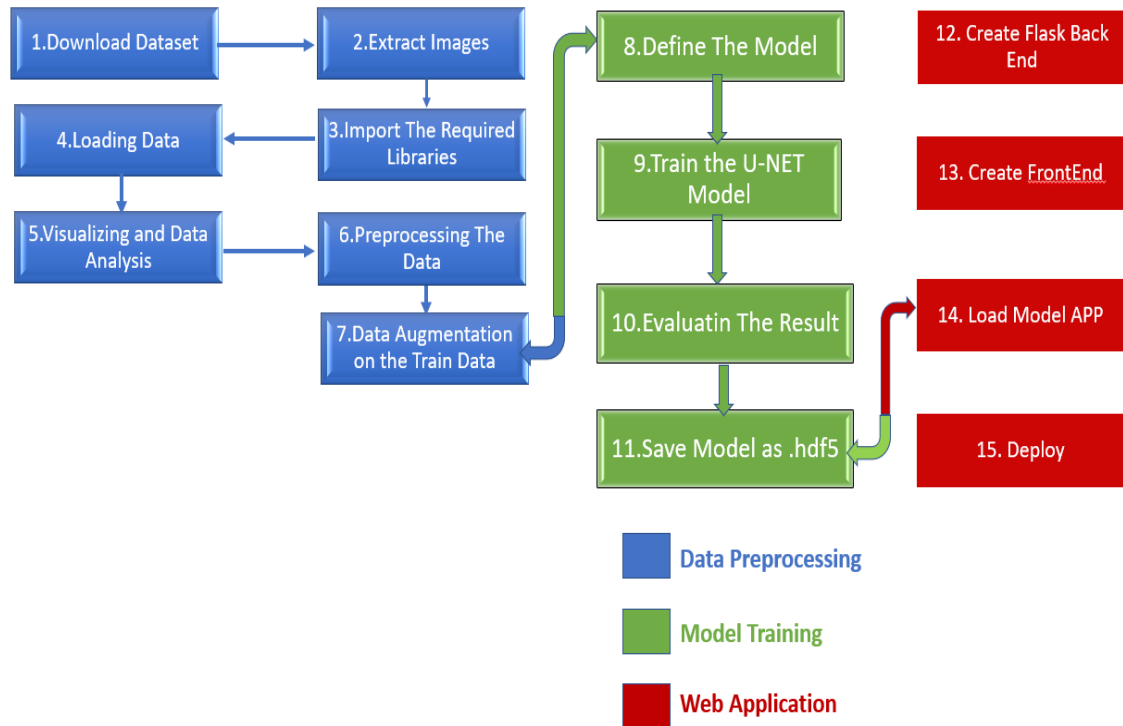 1.Download Dataset
2.Extract Images
3.Import The Required
Libraries
4.Loading Data
5.Visualizing and Data
Analysis
6.Preprocessing The
Data
7.Data Augmentation
on the Train Data
8.Define The Model
9.Train the U-NET
Model
10.Evaluatin The Result
11.Save Model as .hdf5
12. Create Flask Back
End
13. Create FrontEnd
14. Load Model APP
15. Deploy
Data Preprocessing
Model Training
Web Application